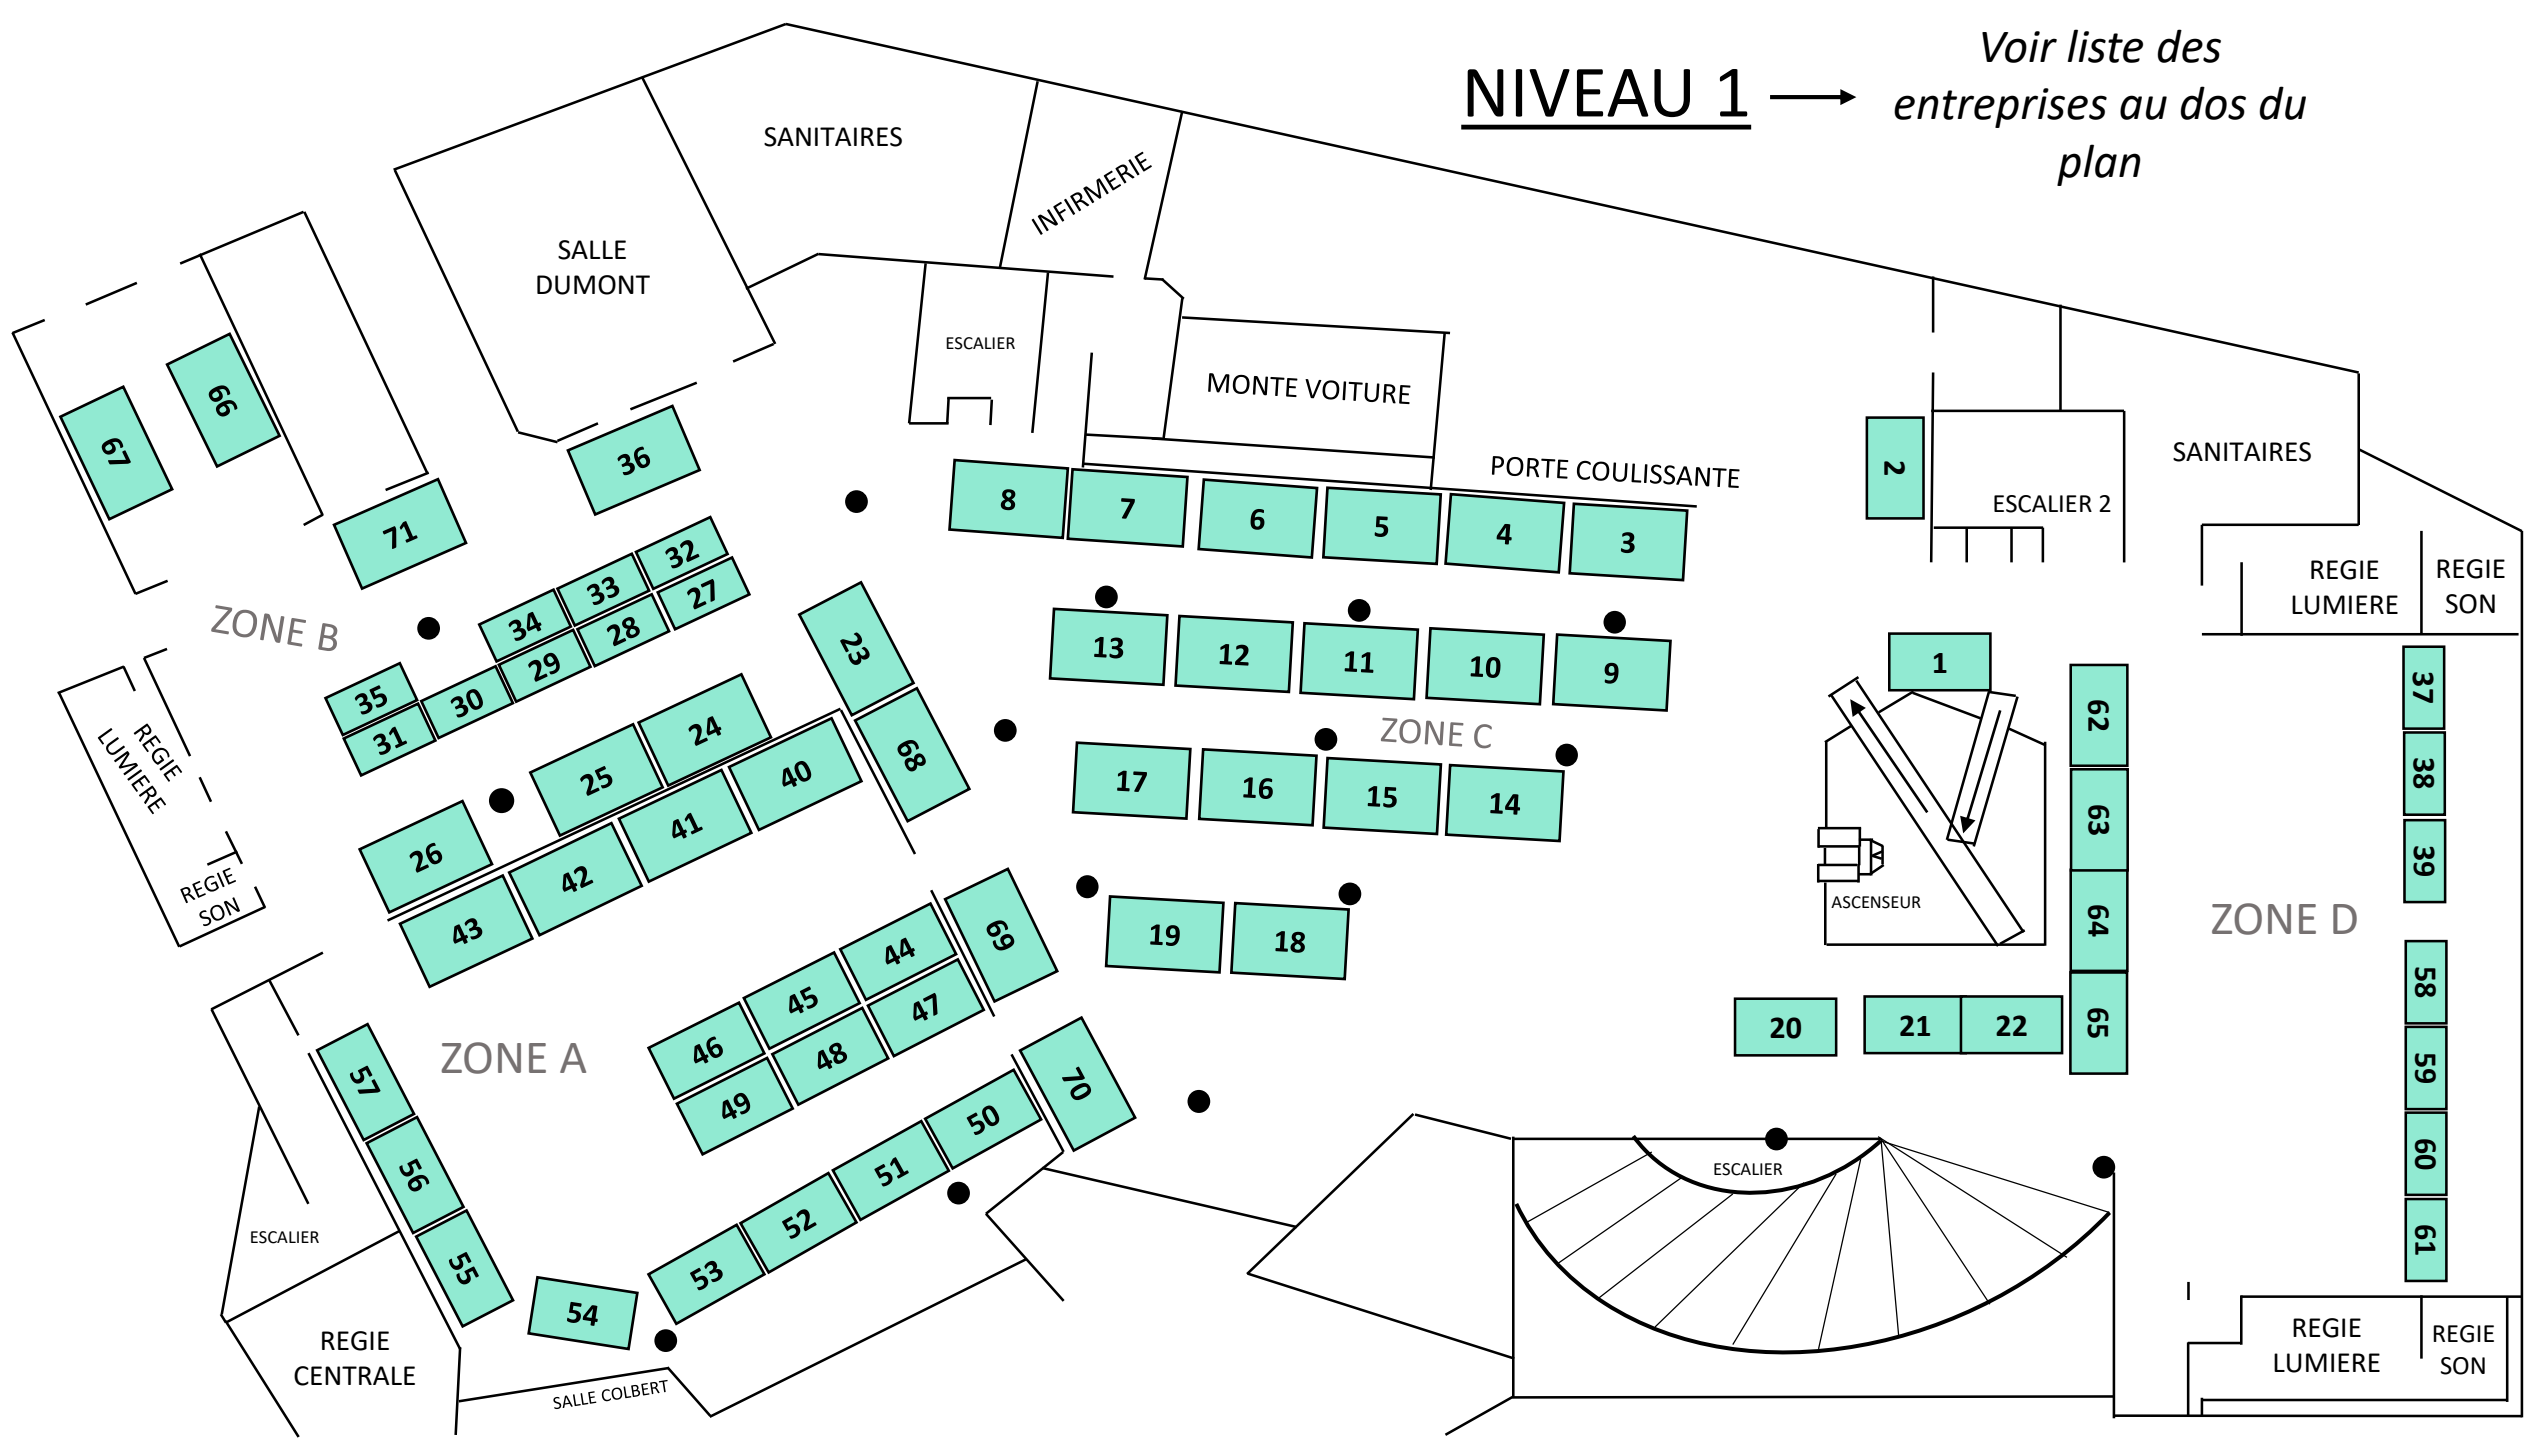 NIVEAU 1
Voir liste des
entreprises au dos du
plan
SANITAIRES
INFIRMERIE
SALLE
DUMONT
ESCALIER
MONTE VOITURE
PORTE COULISSANTE
ESCALIER 2
SANITAIRES
REGIE
LUMIERE
REGIE
SON
66
67
71
36
8
7
6
5
4
3
2
ZONE B
34
33
32
35
31
30
29
28
27
23
68
13
12
11
10
9
1
ZONE C
25
24
26
43
42
41
40
17
16
15
14
19
18
ASCENSEUR
62
63
64
65
20
21
22
ZONE D
37
38
39
58
59
60
61
REGIE
LUMIERE
REGIE
SON
ZONE A
44
45
46
47
48
49
69
70
50
51
52
53
54
57
56
55
ESCALIER
REGIE
CENTRALE
SALLE COLBERT
ESCALIER
REGIE
LUMIERE
REGIE
SON